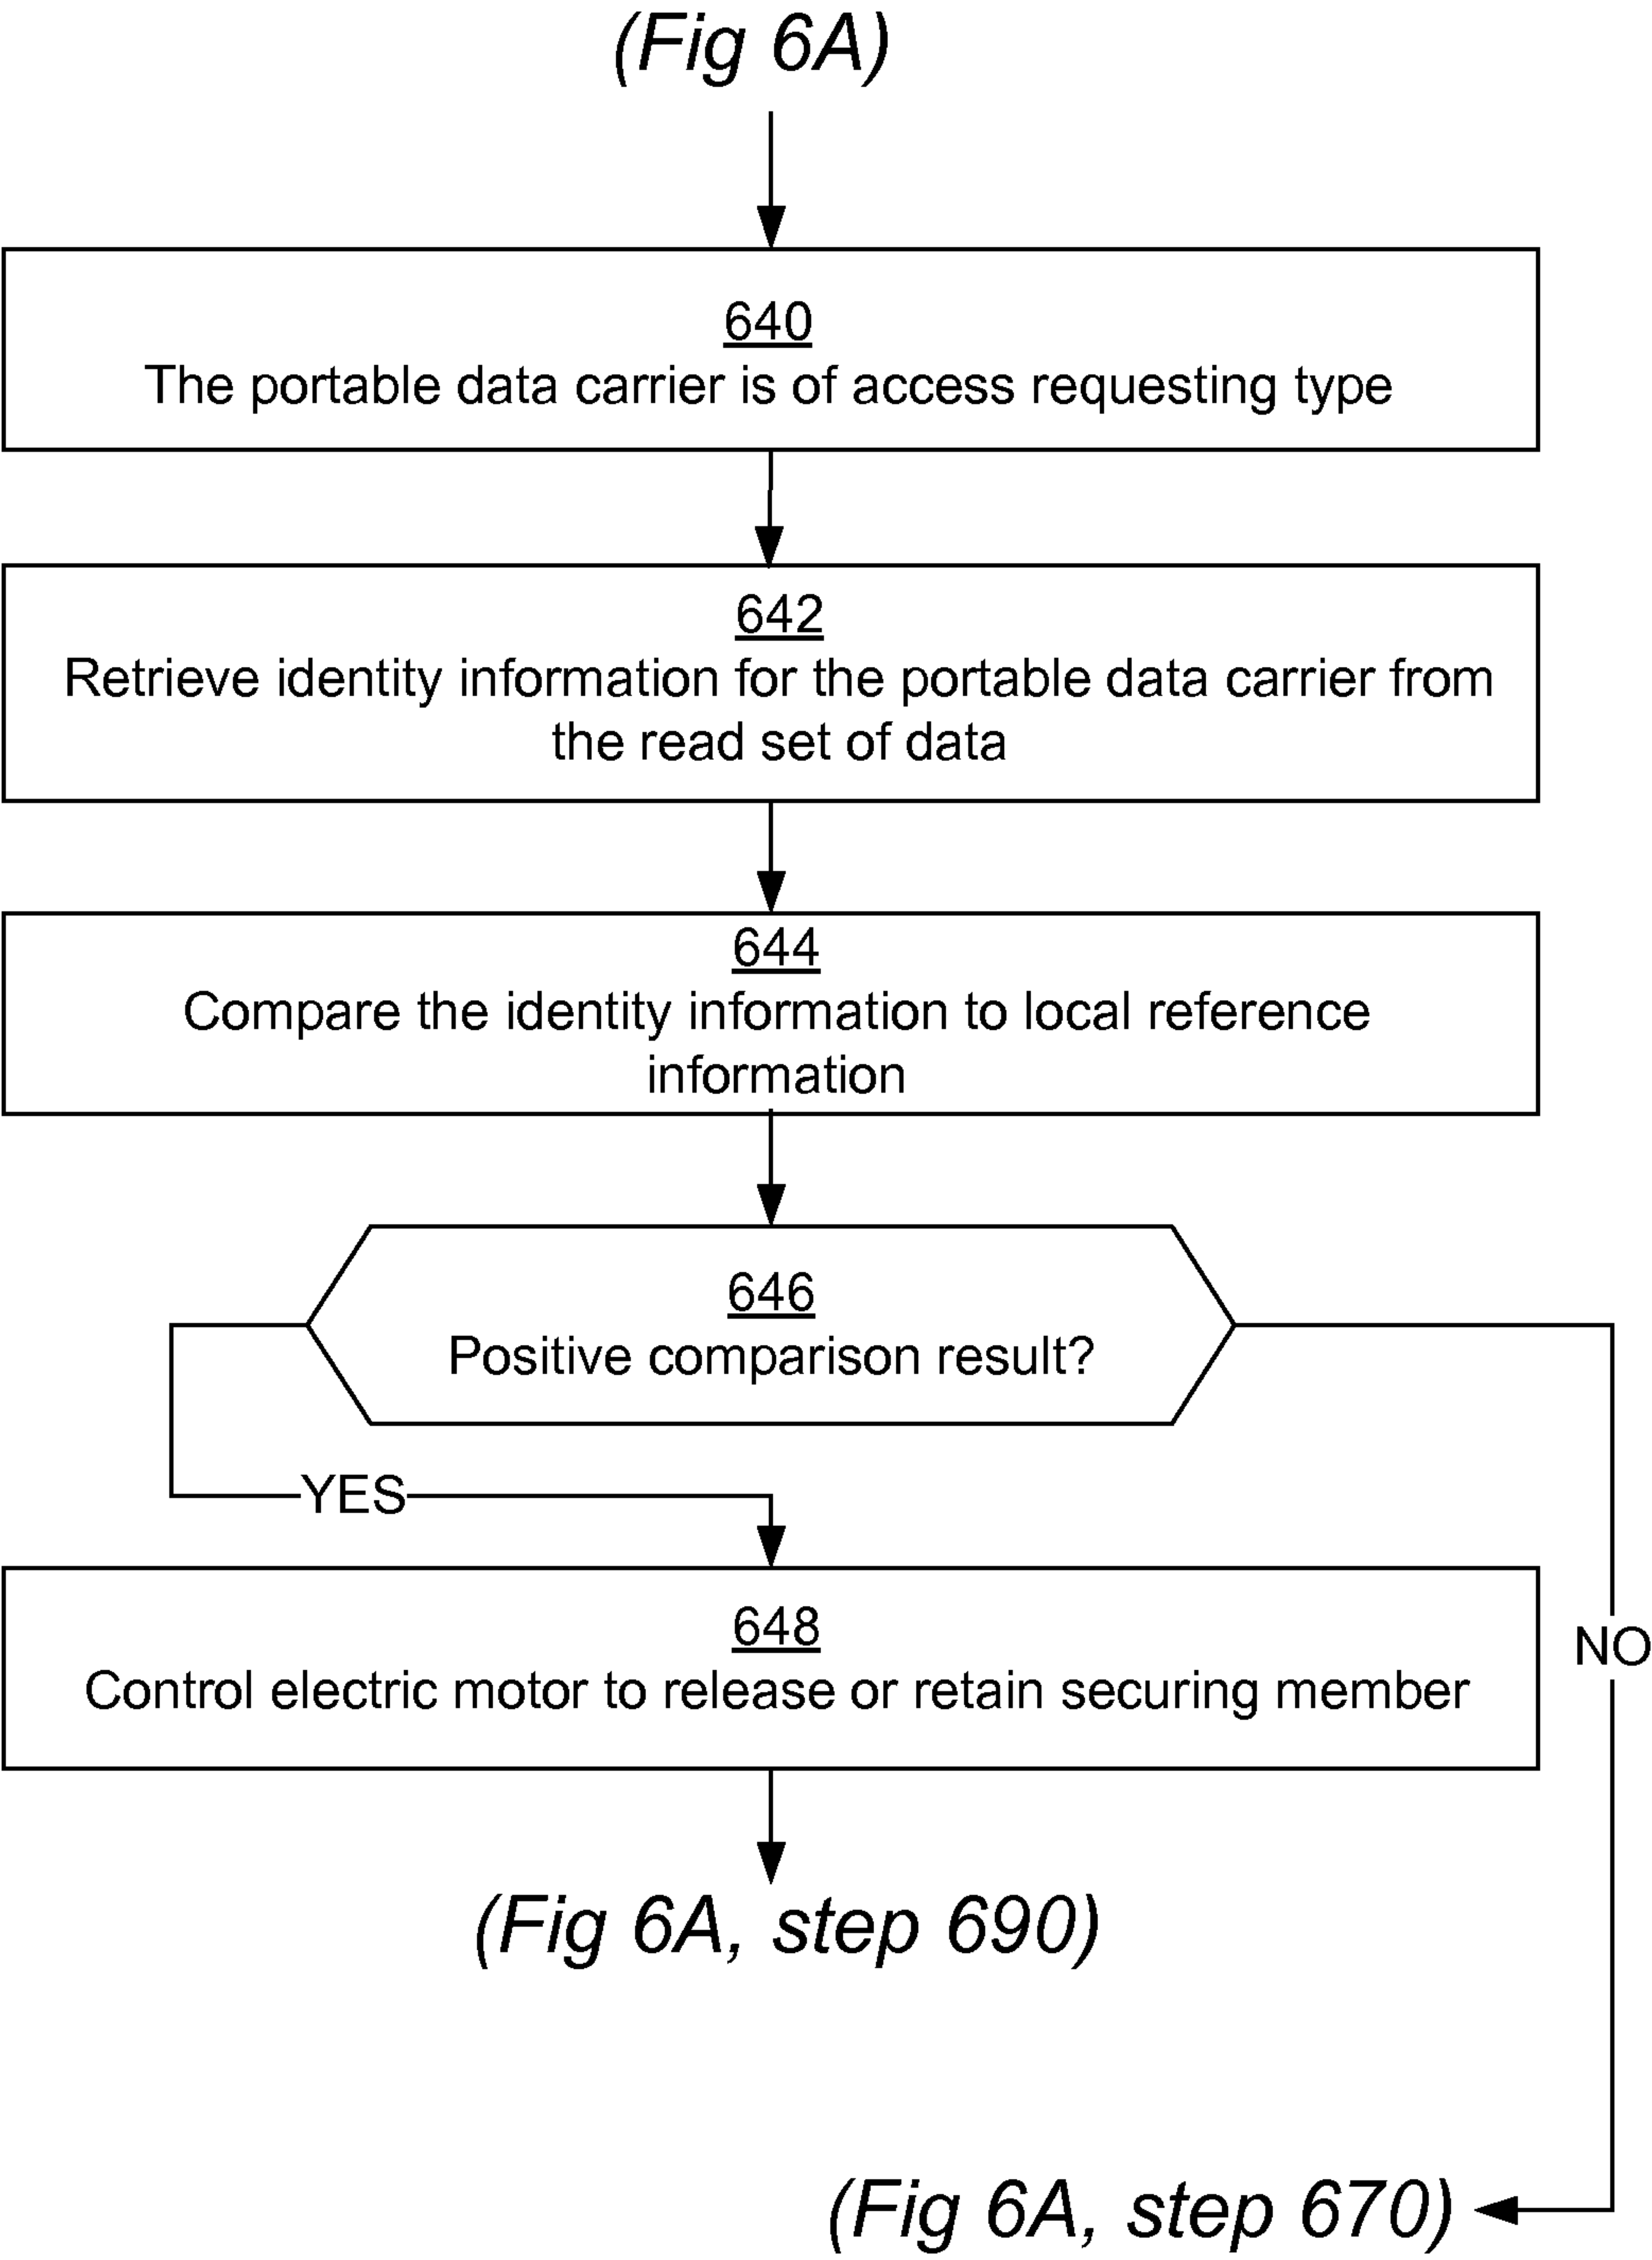 (Fig 6A)
640
The portable data carrier is of access requesting type
642
Retrieve identity information for the portable data carrier from
the read set of data
644
Compare the identity information to local reference
information
646
Positive comparison result?
YES
648
Control electric motor to release or retain securing member
NO
(Fig 6A, step 690)
(Fig 6A, step 670)